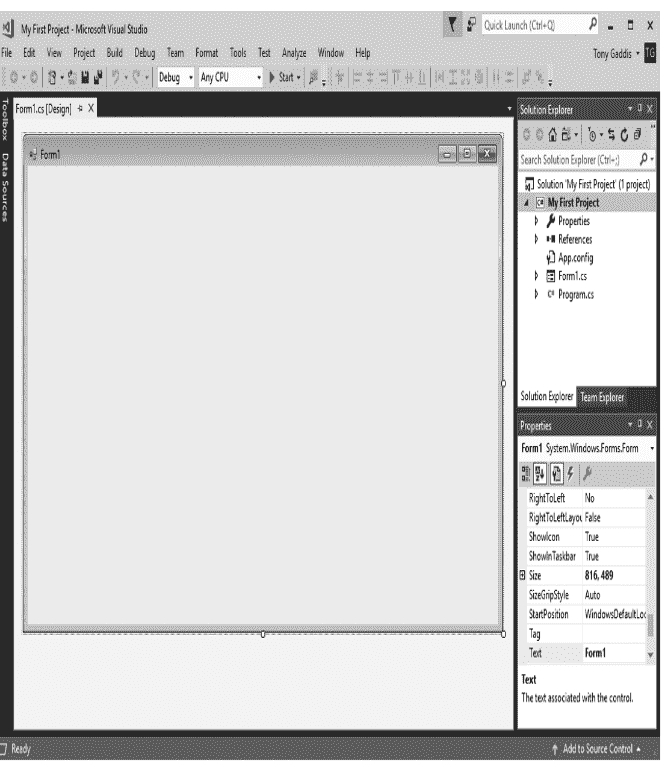 My First Project - Microsoft Visual Studio
Quick Launch (Ctrl+Q)
File Edit View Project Build Debug Team Format Tools Test Analyze Window Help
Tony Gaddis TG
Debug Any CPU Start
Toolbox
Data Sources
Form1.cs [Design]
Form1
Solution Explorer
Search Solution Explorer (Ctrl+;)
Solution 'My First Project' (1 project)
C# My First Project
Properties
References
App.config
Form1.cs
C# Program.cs
Solution Explorer Team Explorer
Properties
Form1 System.Windows.Forms.Form
RightToLeft No
RightToLeftLayou False
ShowIcon True
ShowInTaskbar True
Size 816, 489
SizeGripStyle Auto
StartPosition WindowsDefaultLoc
Tag
Text Form1
Text
The text associated with the control.
Ready
Add to Source Control